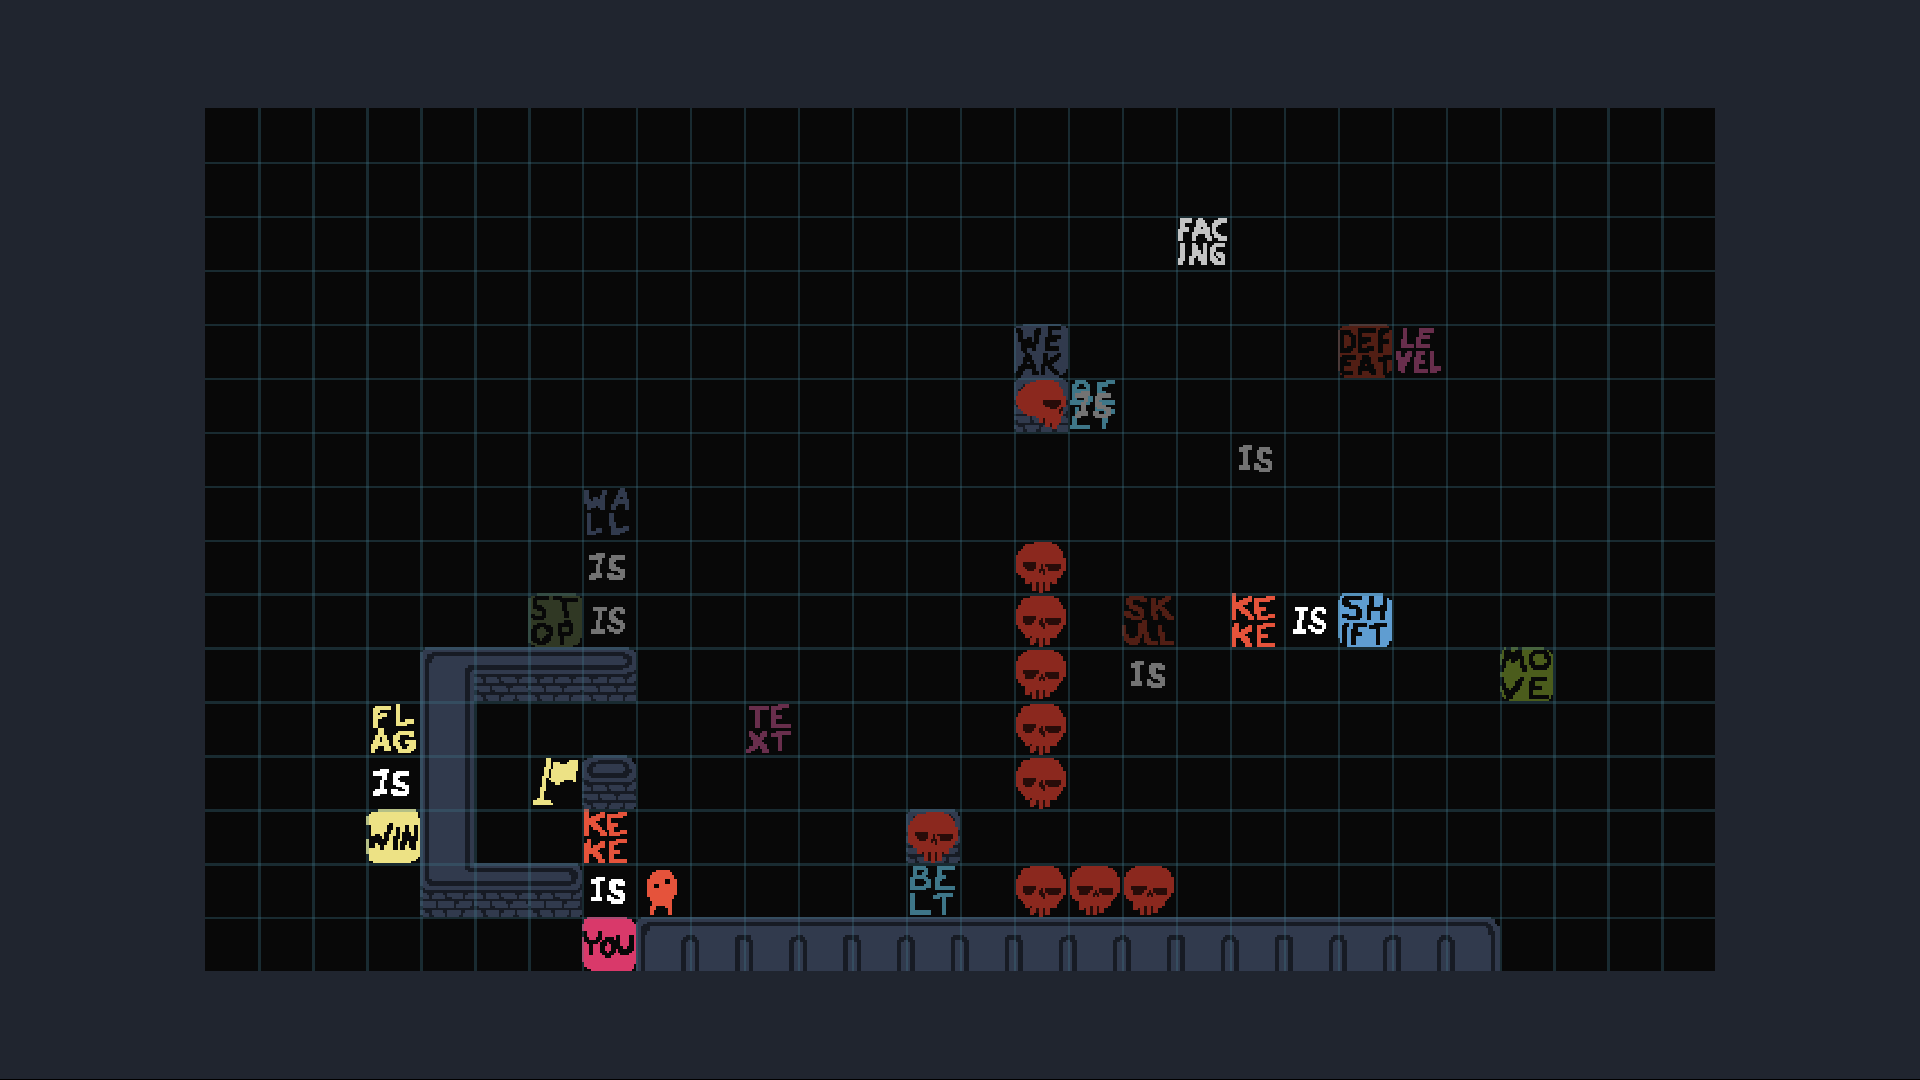 FACING
WEAK DEFEAT LEVEL
BELT IS
IS
WALL
IS
STOP IS SKULL KEKE IS SHIFT
IS MOVE
FLAG TEXT
IS
WIN KEKE
IS BELT
YOU